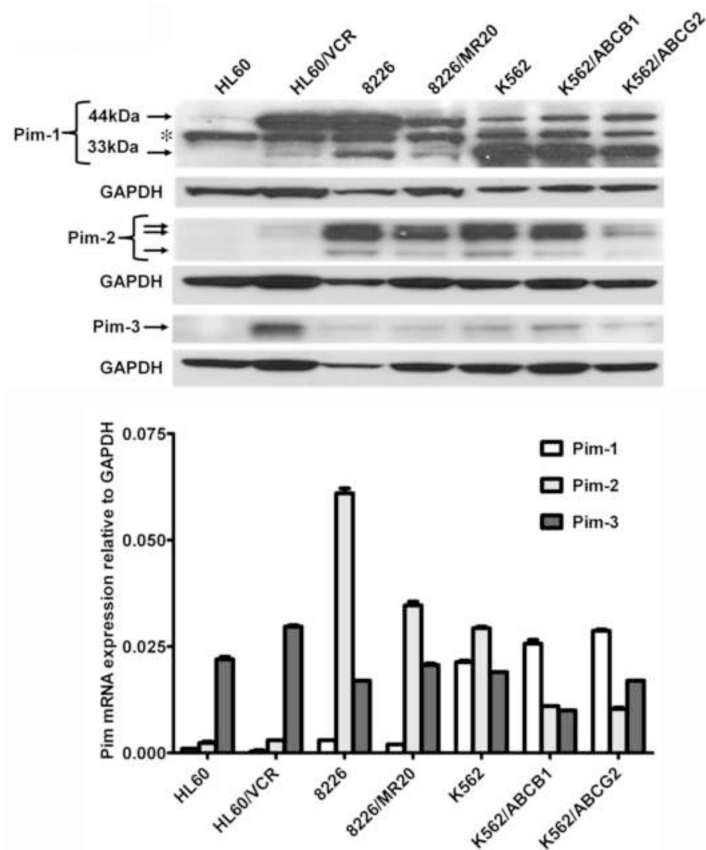 HL60 HL60/VCR 8226 8226/MR20 K562 K562/ABCB1 K562/ABCG2
44kDa
Pim-1 *
33kDa
GAPDH
Pim-2
GAPDH
Pim-3
GAPDH
Pim mRNA expression relative to GAPDH
0.075
0.050
0.025
0.000
Pim-1
Pim-2
Pim-3
HL60 HL60/VCR 8226 8226/MR20 K562 K562/ABCB1 K562/ABCG2